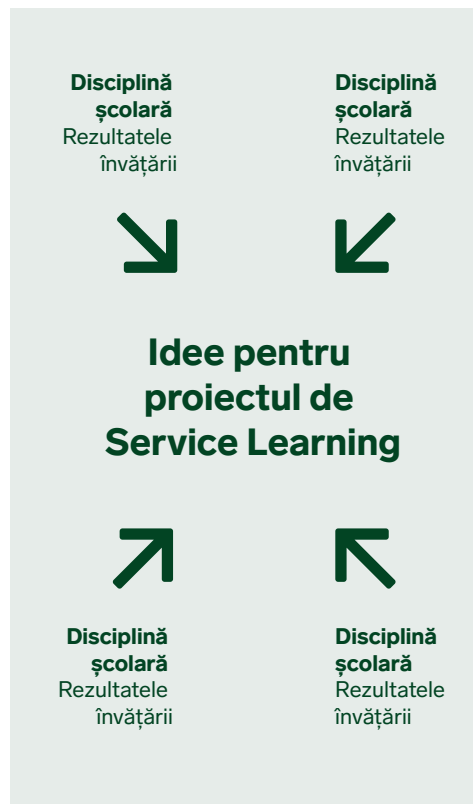 Disciplină
școlară
Rezultatele
învățării
Disciplină
școlară
Rezultatele
învățării
Idee pentru
proiectul de
Service Learning
Disciplină
școlară
Rezultatele
învățării
Disciplină
școlară
Rezultatele
învățării